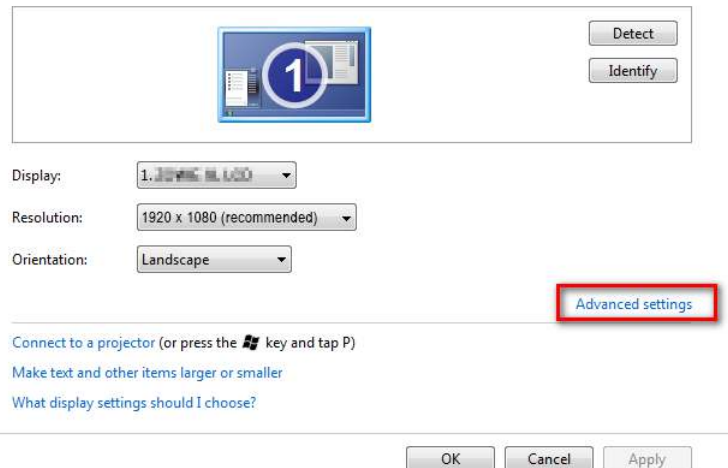 Detect
1
Identify
Display: 1.
Resolution: 1920 x 1080 (recommended)
Orientation: Landscape
Advanced settings
Connect to a projector (or press the key and tap P)
Make text and other items larger or smaller
What display settings should I choose?
OK Cancel Apply